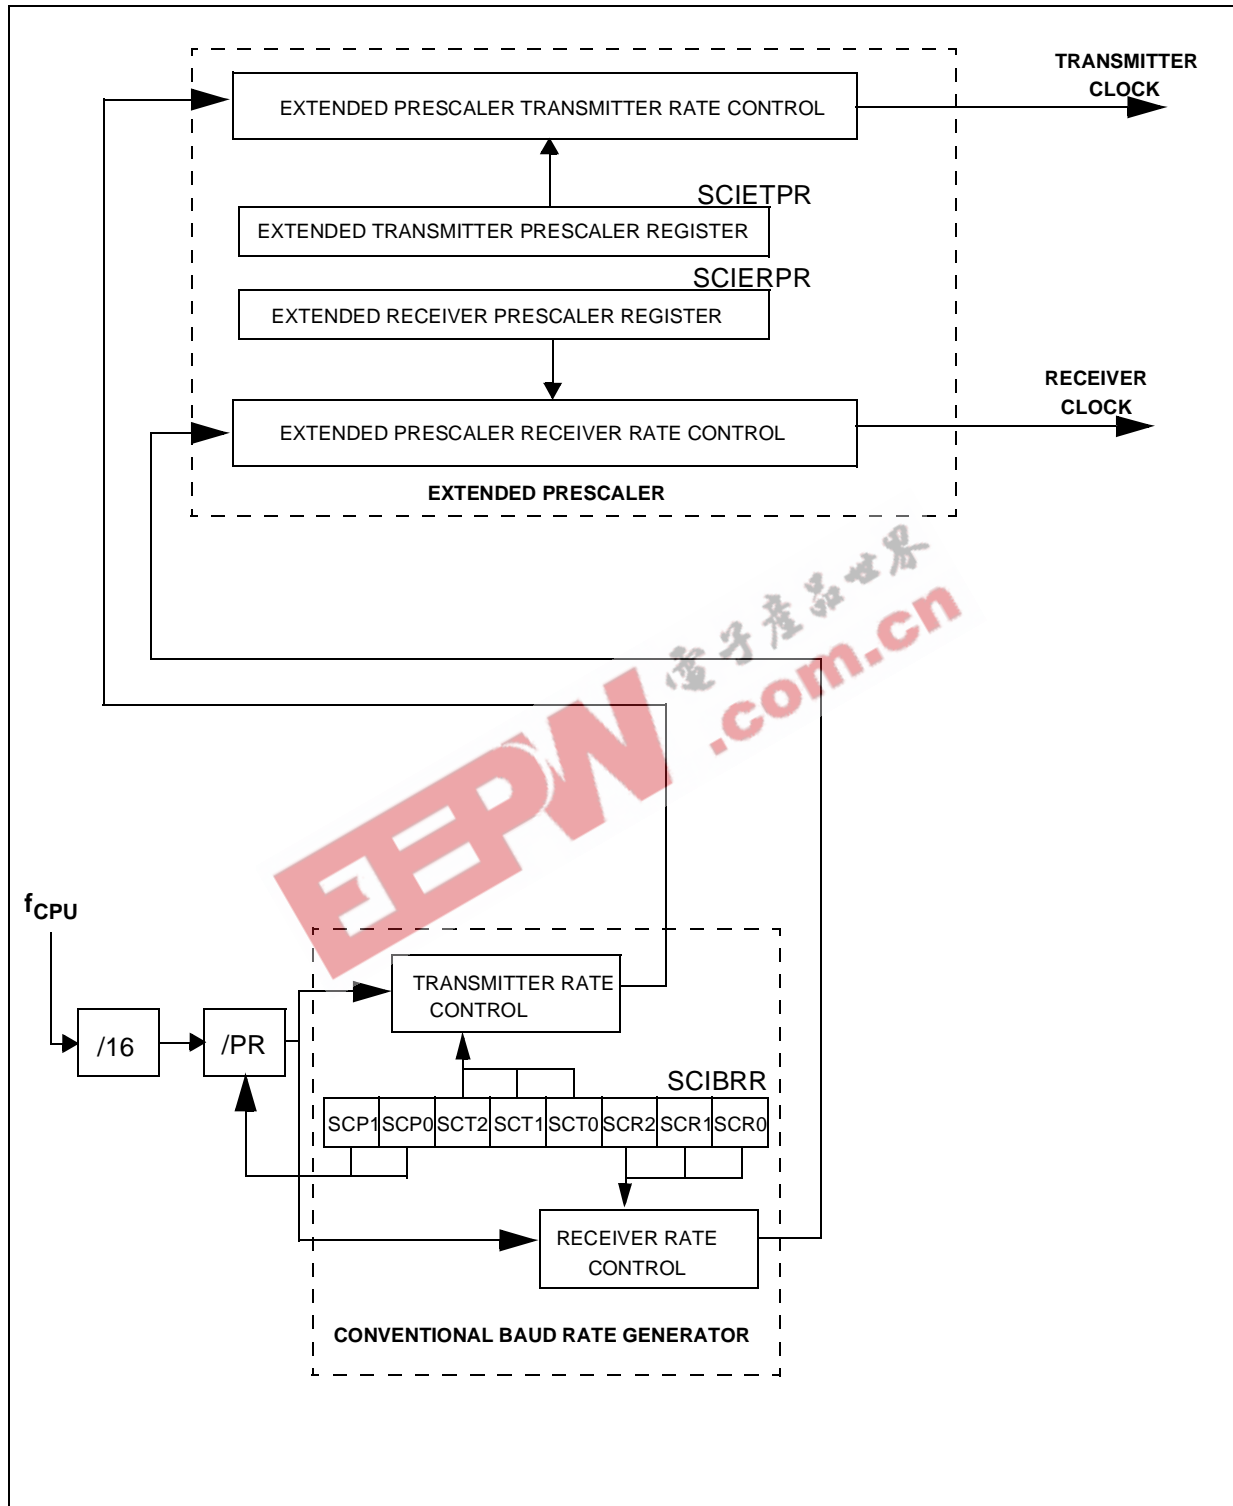 TRANSMITTER
CLOCK
EXTENDED PRESCALER TRANSMITTER RATE CONTROL
SCIETPR
EXTENDED TRANSMITTER PRESCALER REGISTER
SCIERPR
EXTENDED RECEIVER PRESCALER REGISTER
RECEIVER
CLOCK
EXTENDED PRESCALER RECEIVER RATE CONTROL
EXTENDED PRESCALER
電子產品世界
EEPW
.com.cn
fCPU
TRANSMITTER RATE
CONTROL
/16
/PR
SCIBRR
SCP1 SCP0 SCT2 SCT1 SCT0 SCR2 SCR1 SCR0
RECEIVER RATE
CONTROL
CONVENTIONAL BAUD RATE GENERATOR